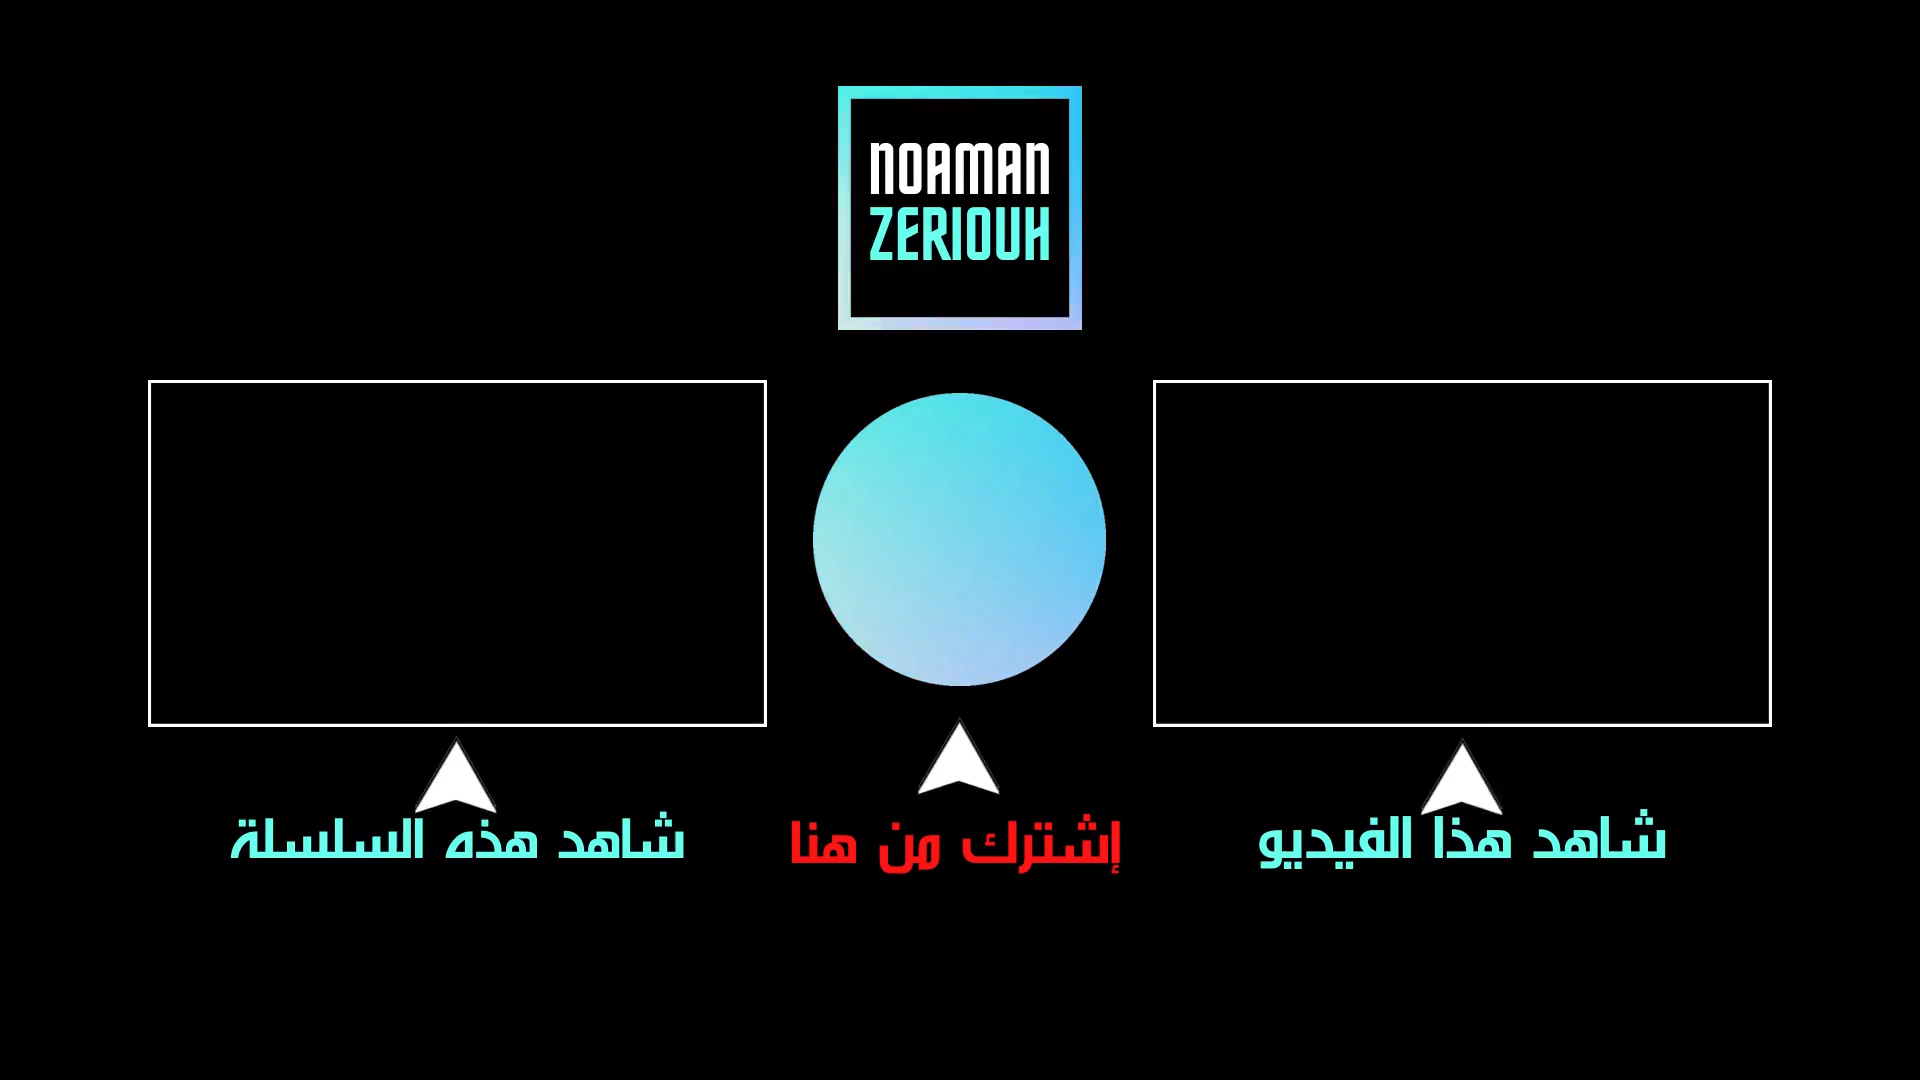 NOAMAN
ZERIOUH
شاهد هذا الفيديو
إشترك من هنا
شاهد هذه السلسلة